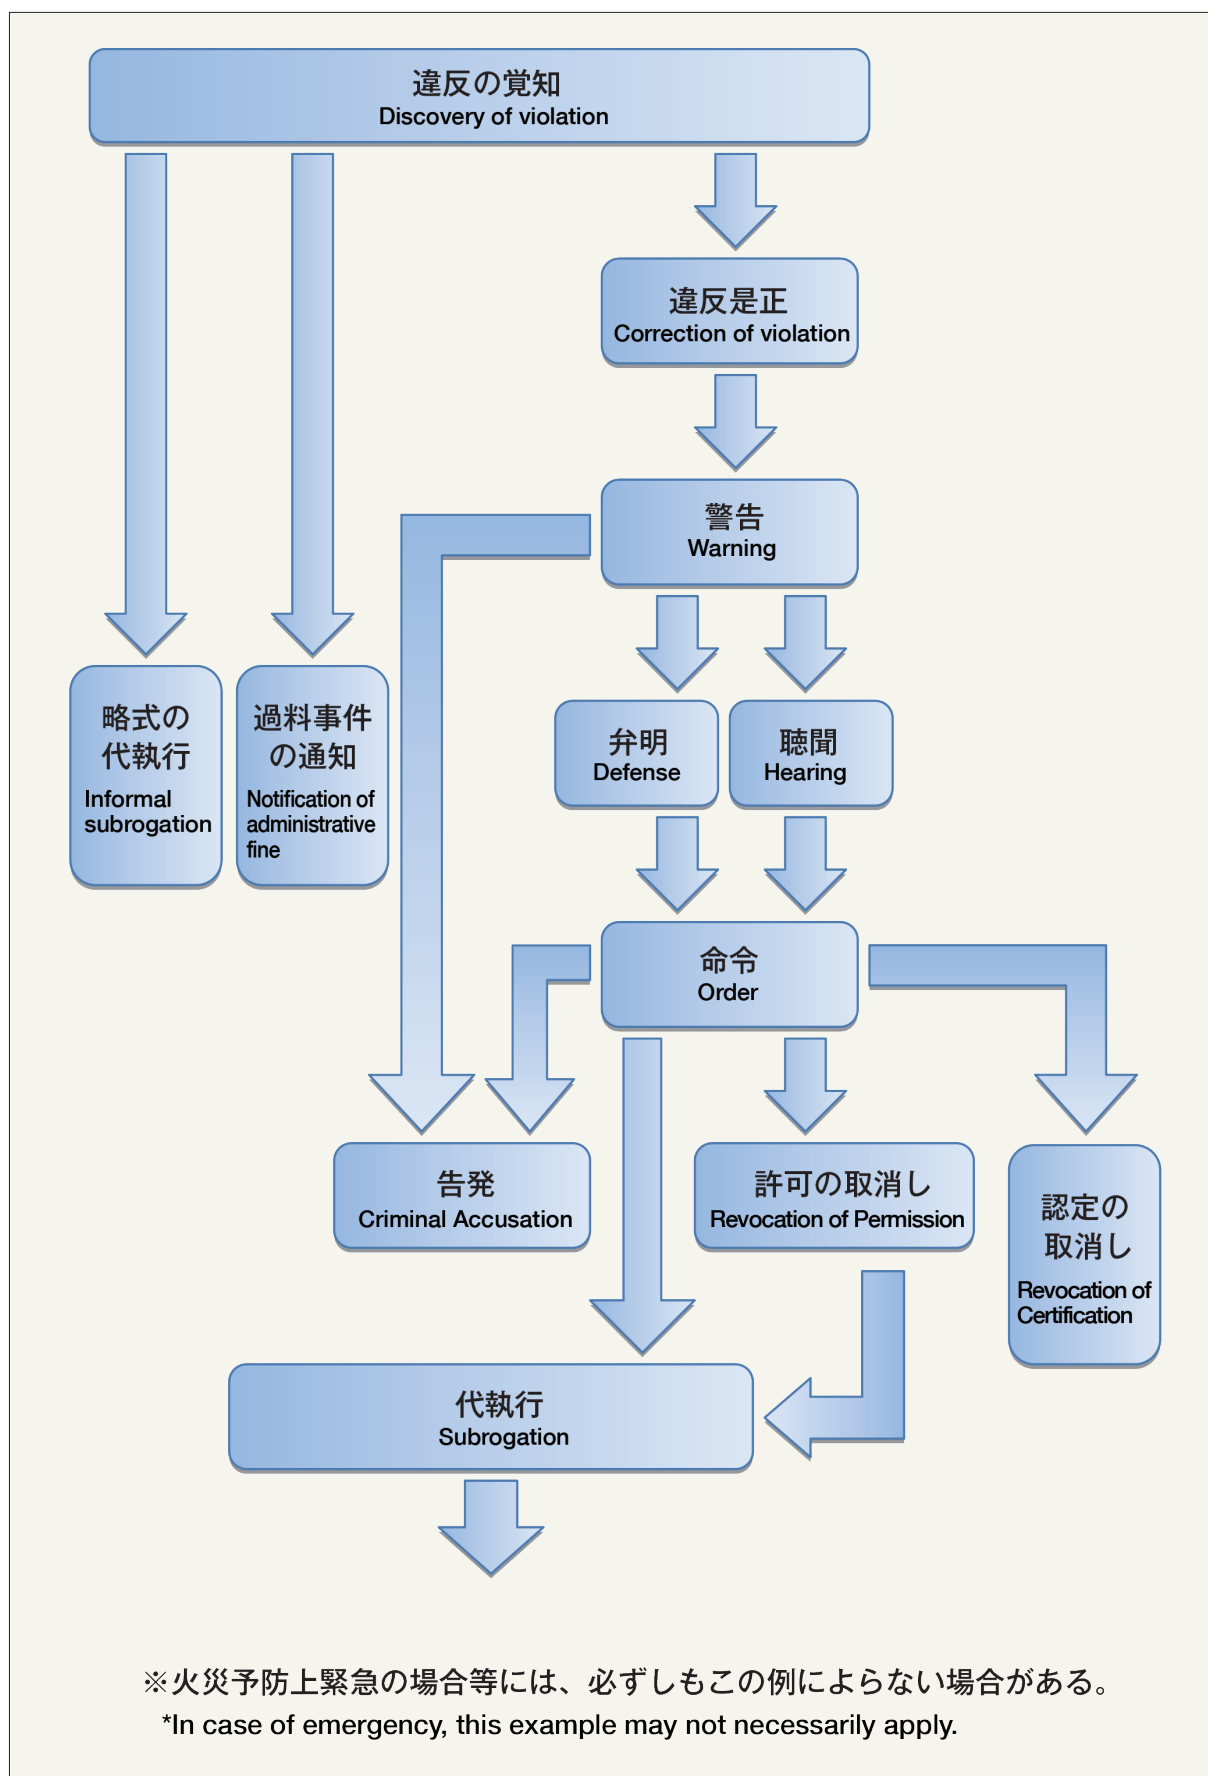 違反の覚知
Discovery of violation
違反是正
Correction of violation
警告
Warning
略式の
代執行
Informal
subrogation
過料事件
の通知
Notification of
administrative
fine
弁明
Defense
聴聞
Hearing
命令
Order
告発
Criminal Accusation
許可の取消し
Revocation of Permission
認定の
取消し
Revocation of
Certification
代執行
Subrogation
※火災予防上緊急の場合等には、必ずしもこの例によらない場合がある。
*In case of emergency, this example may not necessarily apply.